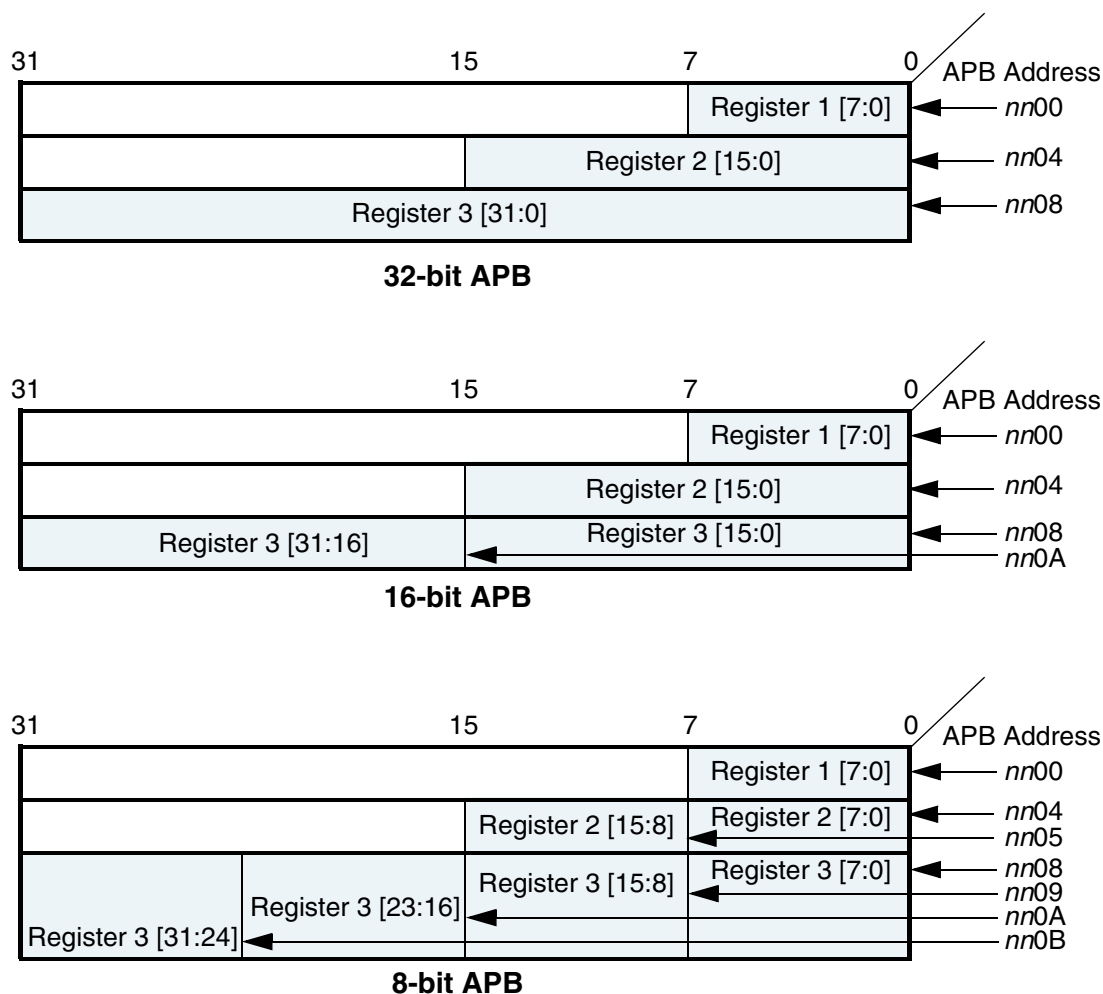 31 15 7 0
APB Address
Register 1 [7:0] nn00
Register 2 [15:0] nn04
Register 3 [31:0] nn08
32-bit APB
31 15 7 0
APB Address
Register 1 [7:0] nn00
Register 2 [15:0] nn04
Register 3 [31:16] Register 3 [15:0] nn08
nn0A
16-bit APB
31 15 7 0
APB Address
Register 1 [7:0] nn00
Register 2 [15:8] Register 2 [7:0] nn04
nn05
Register 3 [31:24] Register 3 [23:16] Register 3 [15:8] Register 3 [7:0] nn08
nn09
nn0A
nn0B
8-bit APB